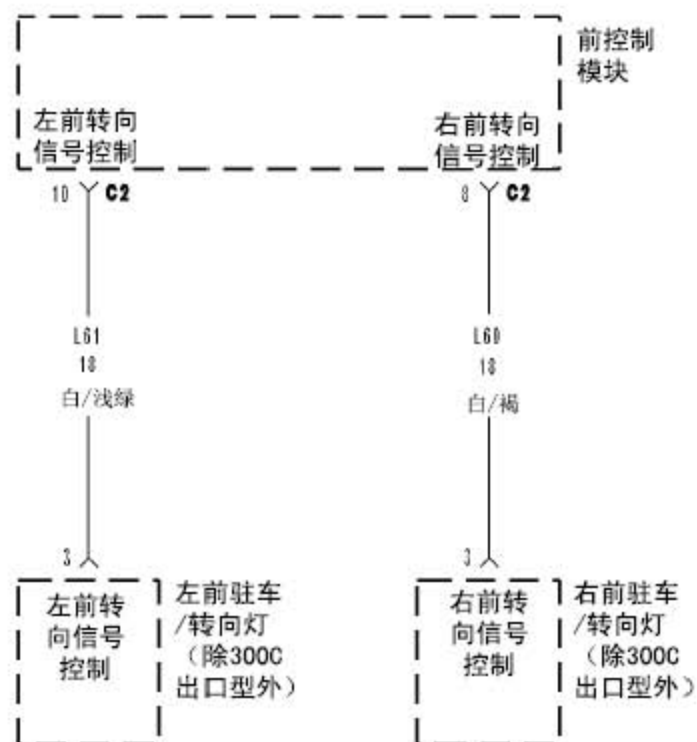 前控制
模块
左前转向
信号控制
右前转向
信号控制
10 C2
8 C2
L61
18
白/浅绿
L60
18
白/褐
3
3
左前转
向信号
控制
左前驻车
/转向灯
（除300C
出口型外）
右前转
向信号
控制
右前驻车
/转向灯
（除300C
出口型外）